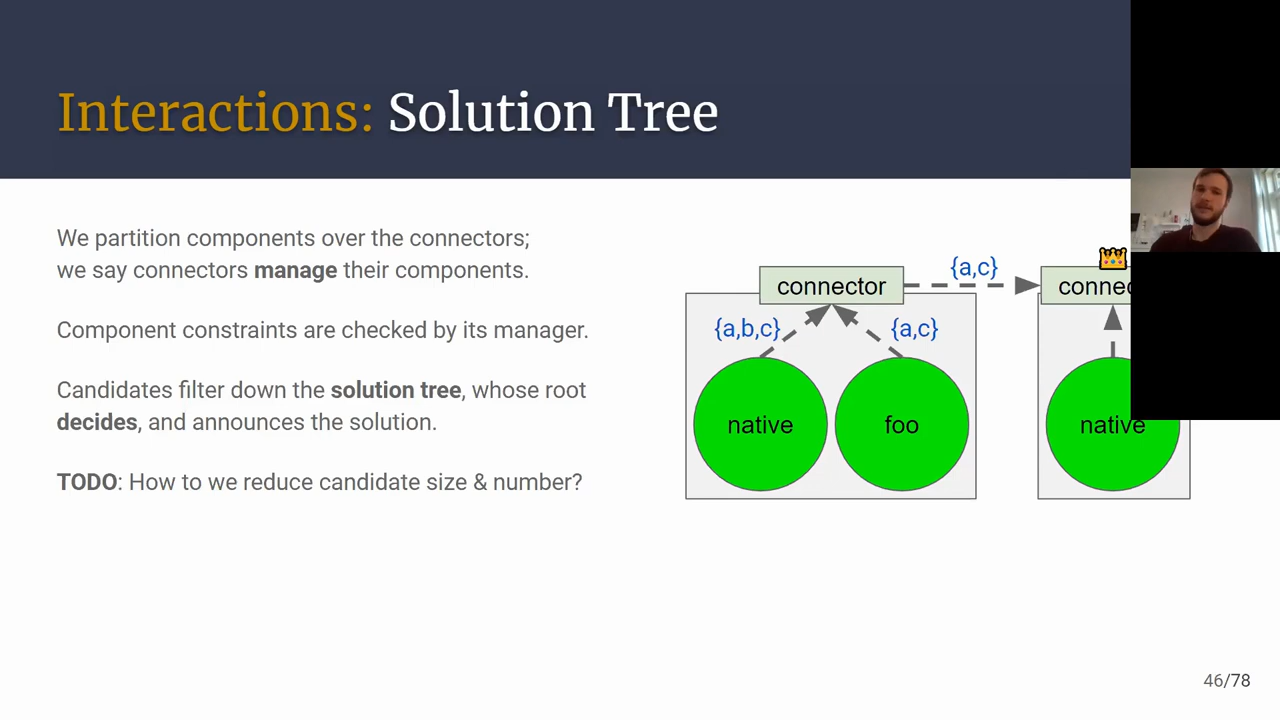 Interactions: Solution Tree
We partition components over the connectors;
we say connectors manage their components.
Component constraints are checked by its manager.
Candidates filter down the solution tree, whose root
decides, and announces the solution.
TODO: How to we reduce candidate size & number?
{a,c}
connector
connec
{a,b,c}
{a,c}
native
foo
native
46/78